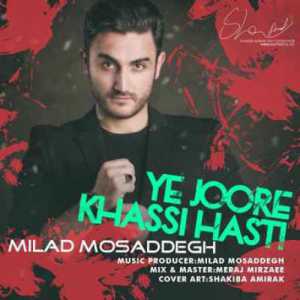 YE JOORE
KHASSI HASTI
MILAD MOSADDEGH
MUSIC PRODUCER:MILAD MOSADDEGH
MIX & MASTER:MERAJ MIRZAEE
COVER ART:SHAKIBA AMIRAK